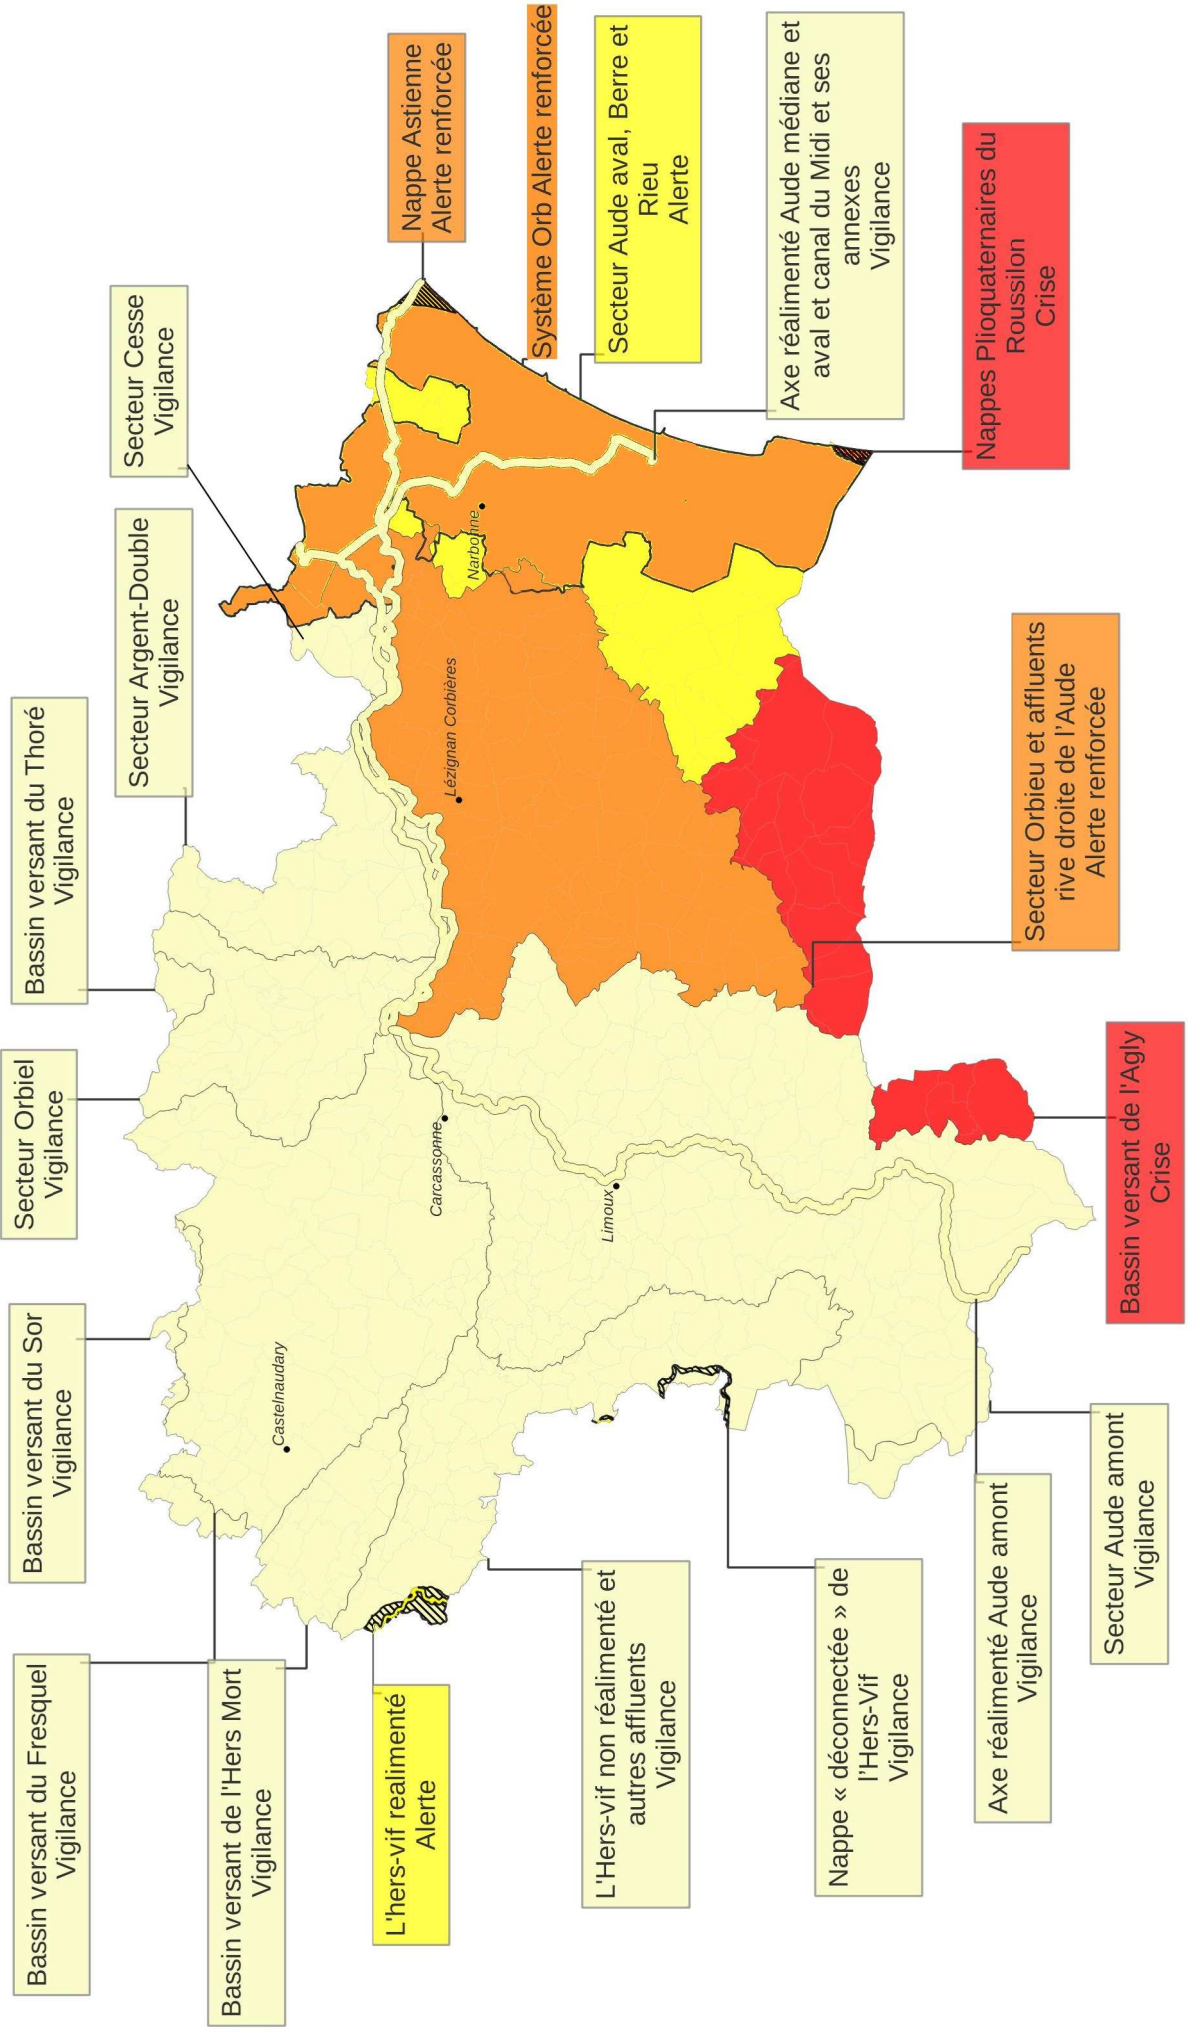 Bassin versant du Fresquel
Vigilance
Bassin versant du Sor
Vigilance
Secteur Orbiel
Vigilance
Bassin versant du Thoré
Vigilance
Secteur Argent-Double
Vigilance
Secteur Cesse
Vigilance
Bassin versant de l'Hers Mort
Vigilance
Castelnaudary
L'hers-vif realimenté
Alerte
Carcassonne
Lézignan Corbières
Narbonne
Nappe Astienne
Alerte renforcée
Système Orb Alerte renforcée
L'Hers-vif non réalimenté et
autres affluents
Vigilance
Limoux
Secteur Aude aval, Berre et
Rieu
Alerte
Axe réalimenté Aude médiane et
aval et canal du Midi et ses
annexes
Vigilance
Nappe « déconnectée » de
l'Hers-Vif
Vigilance
Nappes Plioquaternaires du
Roussilon
Crise
Axe réalimenté Aude amont
Vigilance
Secteur Orbieu et affluents
rive droite de l'Aude
Alerte renforcée
Secteur Aude amont
Vigilance
Bassin versant de l'Agly
Crise